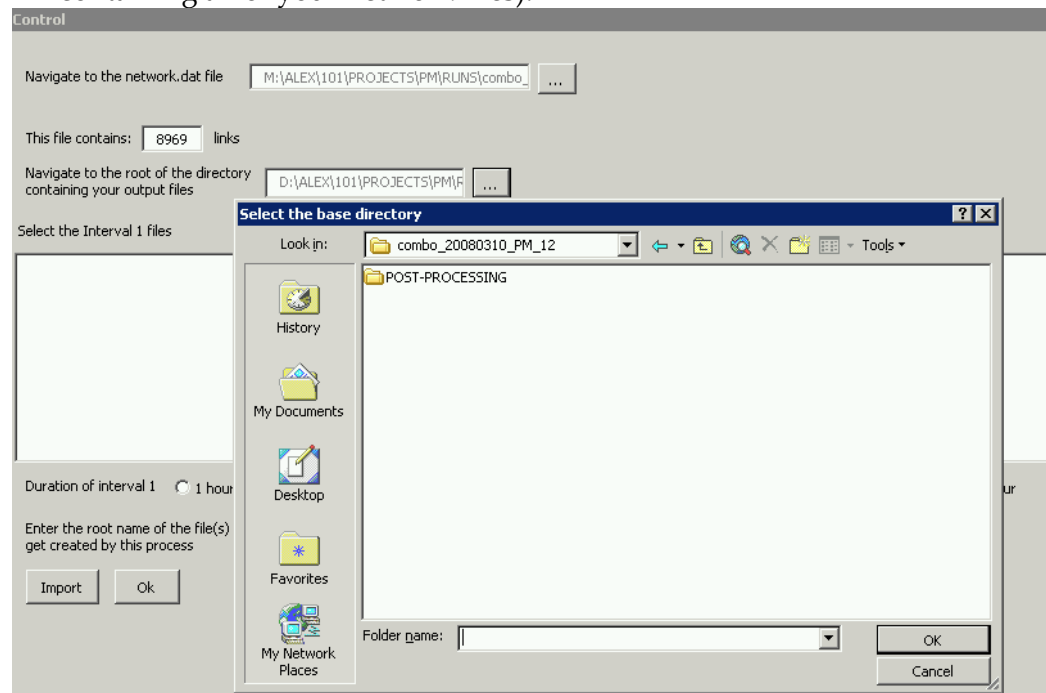 Control
Navigate to the network.dat file M:\ALEX\101\PROJECTS\PM\RUNS\combo_ ...
This file contains: 8969 links
Navigate to the root of the directory
containing your output files D:\ALEX\101\PROJECTS\PM\R ...
Select the Interval 1 files
Select the base directory
Look in: combo_20080310_PM_12 Tools
POST-PROCESSING
History
My Documents
Desktop
Favorites
My Network
Places
Folder name:
OK
Cancel
Duration of interval 1 1 hour
ur
Enter the root name of the file(s)
get created by this process
Import Ok